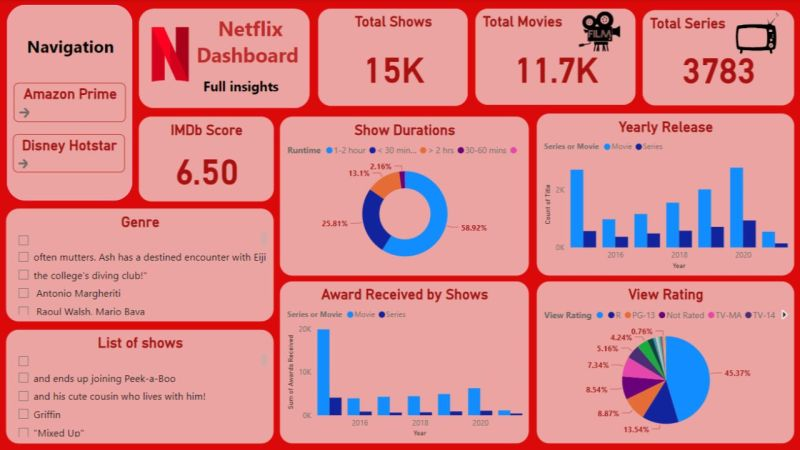 Navigation
Amazon Prime
Disney Hotstar
N
Netflix
Dashboard
Full insights
Total Shows
15K
Total Movies
FILM
11.7K
Total Series
3783
IMDb Score
6.50
Show Durations
Runtime 1-2 hour < 30 min... > 2 hrs 30-60 mins
2.16%
13.1%
25.81%
58.92%
Yearly Release
Series or Movie Movie Series
Count of Title
2K
0K
2016 2018 2020
Year
Genre
often mutters. Ash has a destined encounter with Eiji
the college's diving club!"
Antonio Margheriti
Raoul Walsh, Mario Bava
List of shows
and ends up joining Peek-a-Boo
and his cute cousin who lives with him!
Griffin
"Mixed Up"
Award Received by Shows
Series or Movie Movie Series
Sum of Awards Received
20K
10K
0K
2016 2018 2020
Year
View Rating
View Rating R PG-13 Not Rated TV-MA TV-14
0.76%
4.24%
5.16%
7.34%
8.54%
8.87%
13.54%
45.37%